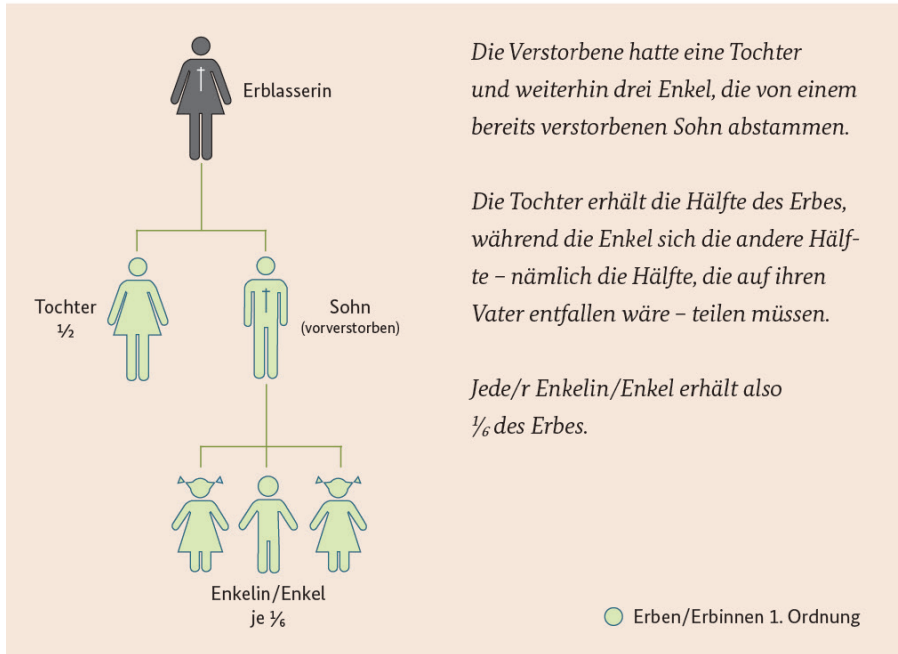 Erblasserin
Tochter
½
Sohn
(vorverstorben)
Enkelin/Enkel
je ⅙
Die Verstorbene hatte eine Tochter
und weiterhin drei Enkel, die von einem
bereits verstorbenen Sohn abstammen.
Die Tochter erhält die Hälfte des Erbes,
während die Enkel sich die andere Hälf-
te – nämlich die Hälfte, die auf ihren
Vater entfallen wäre – teilen müssen.
Jede/r Enkelin/Enkel erhält also
⅙ des Erbes.
Erben/Erbinnen 1. Ordnung